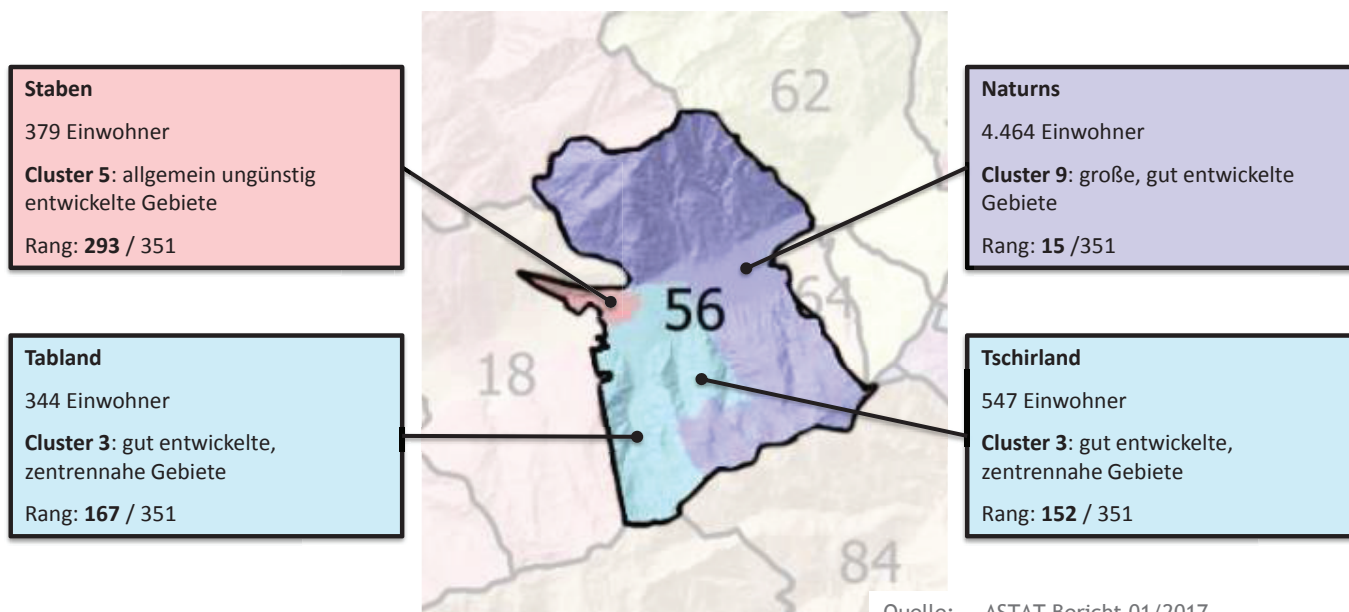 Staben
379 Einwohner
Cluster 5: allgemein ungünstig
entwickelte Gebiete
Rang: 293 / 351
Tabland
344 Einwohner
Cluster 3: gut entwickelte,
zentrennahe Gebiete
Rang: 167 / 351
62
56
64
18
84
Naturns
4.464 Einwohner
Cluster 9: große, gut entwickelte
Gebiete
Rang: 15 /351
Tschirland
547 Einwohner
Cluster 3: gut entwickelte,
zentrennahe Gebiete
Rang: 152 / 351
Quelle: ASTAT Bericht 01/2017